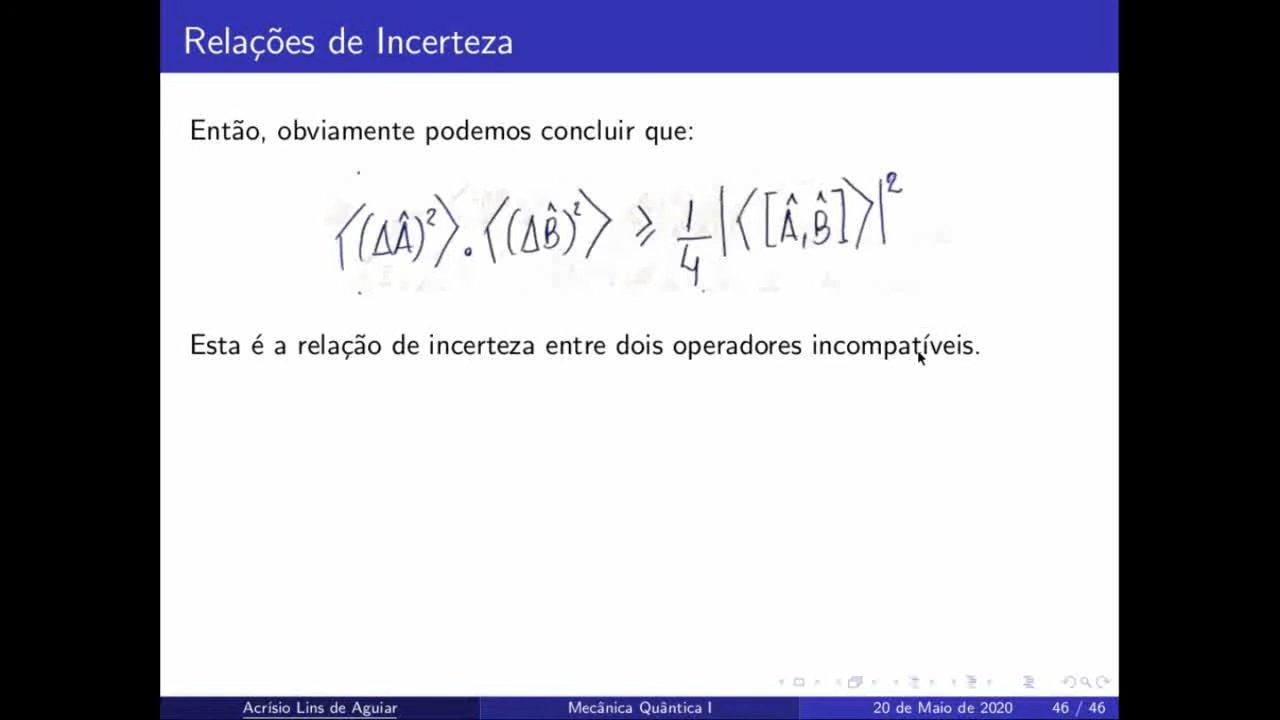 Relações de Incerteza
Então, obviamente podemos concluir que:
⟨(ΔÂ)²⟩.⟨(ΔB̂)²⟩ ⩾ 1/4 |⟨[Â,B̂]⟩|²
Esta é a relação de incerteza entre dois operadores incompatíveis.
Acrísio Lins de Aguiar Mecânica Quântica I 20 de Maio de 2020 46 / 46